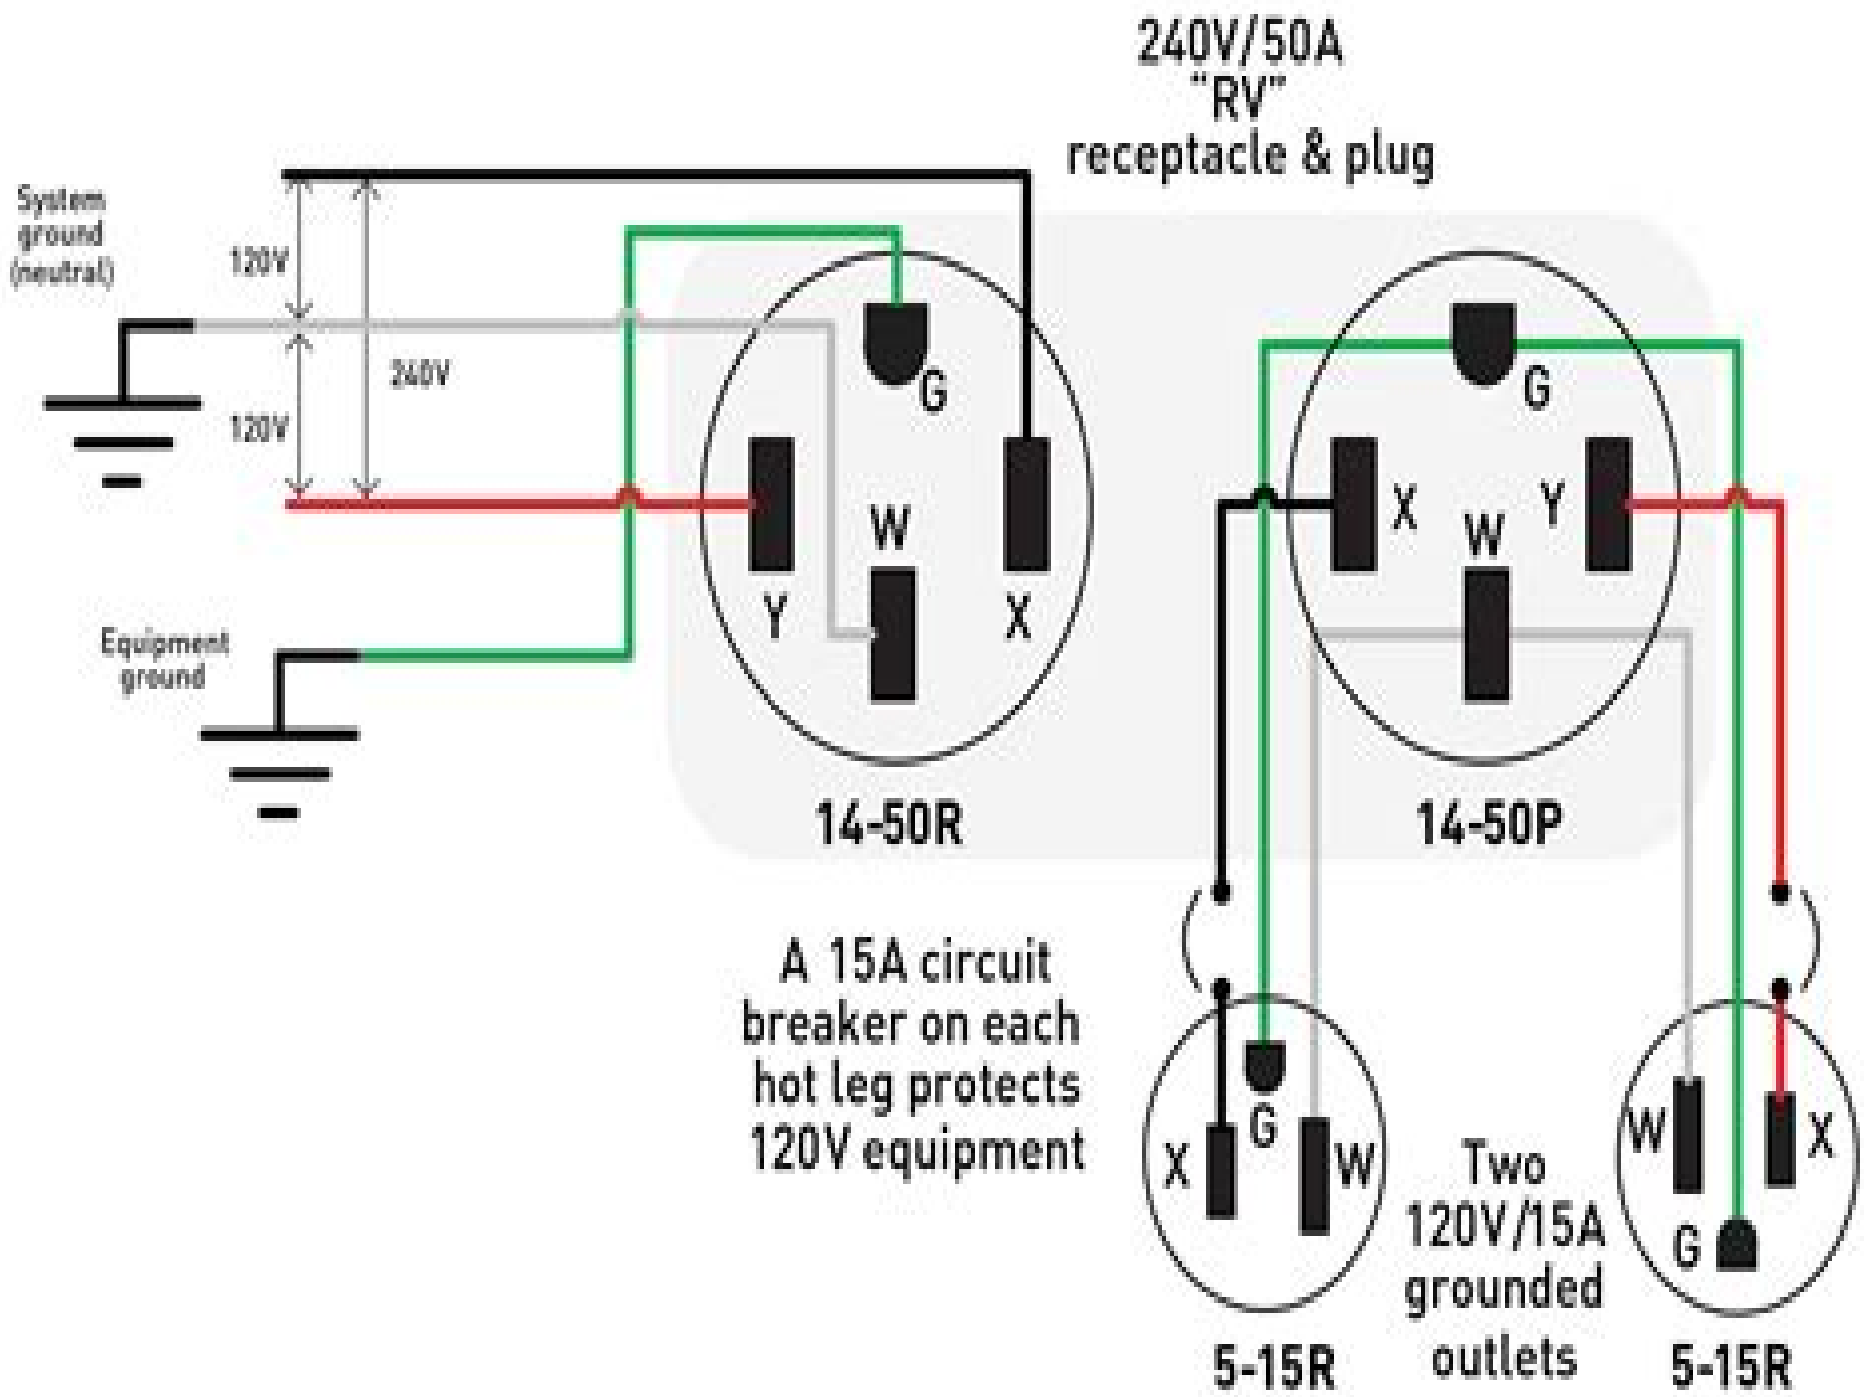 240V/50A
“RV”
receptacle & plug
System
ground
(neutral)
120V
240V
120V
G
W
Y
X
Equipment
ground
14-50R
G
X
W
Y
14-50P
A 15A circuit
breaker on each
hot leg protects
120V equipment
X
G
W
5-15R
Two
120V/15A
grounded
outlets
W
X
G
5-15R